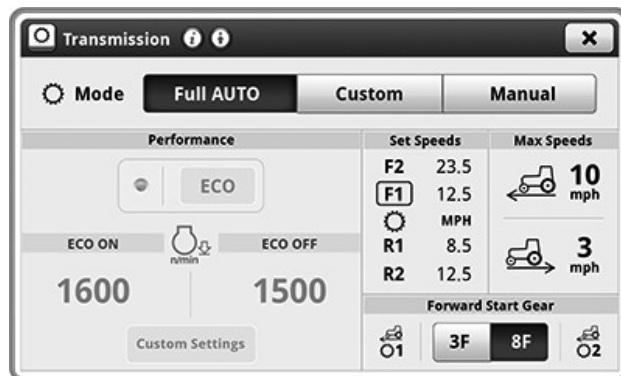 Transmission i i
Mode Full AUTO Custom Manual
Performance Set Speeds Max Speeds
ECO
F2 23.5
F1 12.5
MPH
R1 8.5
R2 12.5
10
mph
3
mph
ECO ON n/min ECO OFF
1600 1500
Custom Settings
Forward Start Gear
1 3F 8F 2